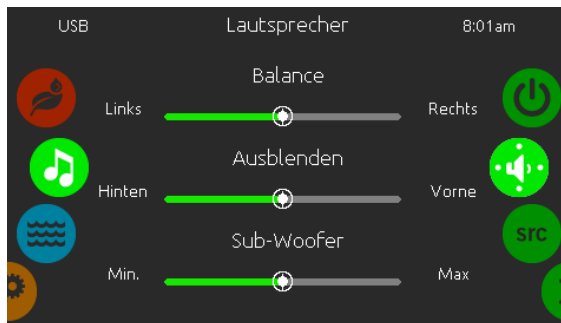 USB Lautsprecher 8:01am
Balance
Links Rechts
Ausblenden
Hinten Vorne
src
Sub-Woofer
Min. Max